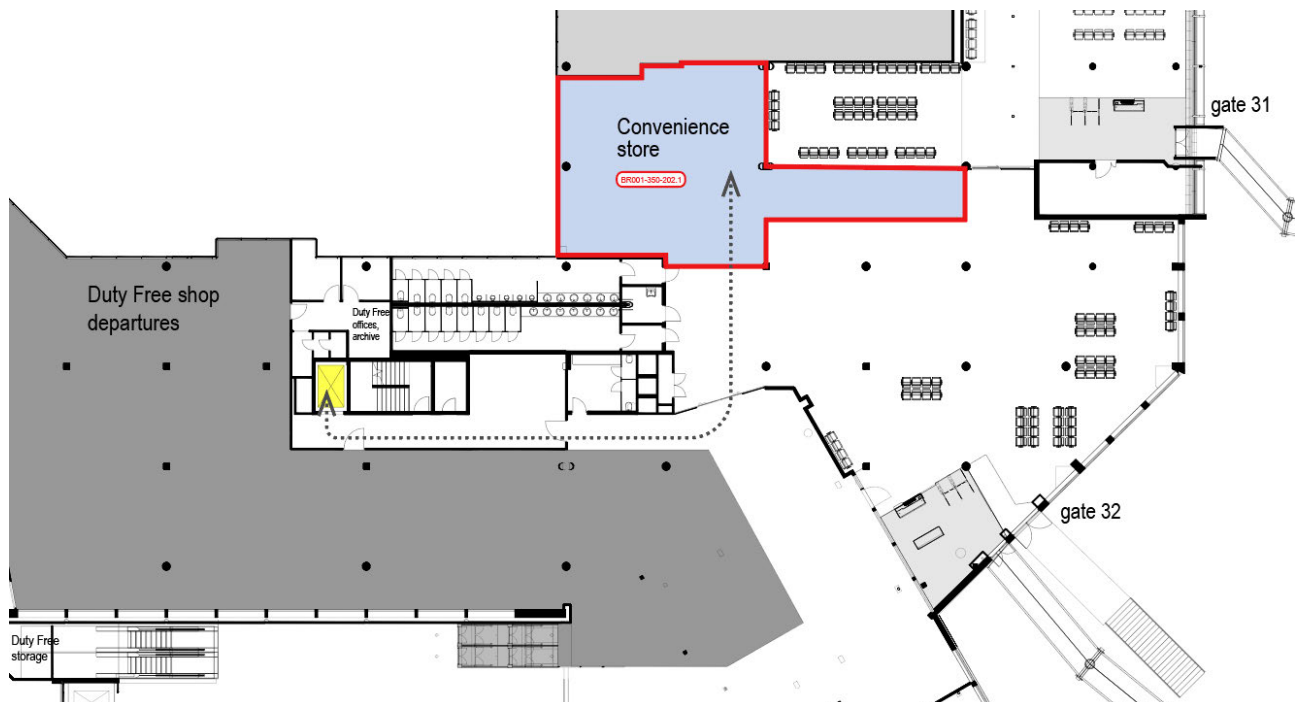 gate 31
Convenience
store
BR001-350-202.1
Duty Free shop
departures
Duty Free
offices,
archive
gate 32
Duty Free
storage